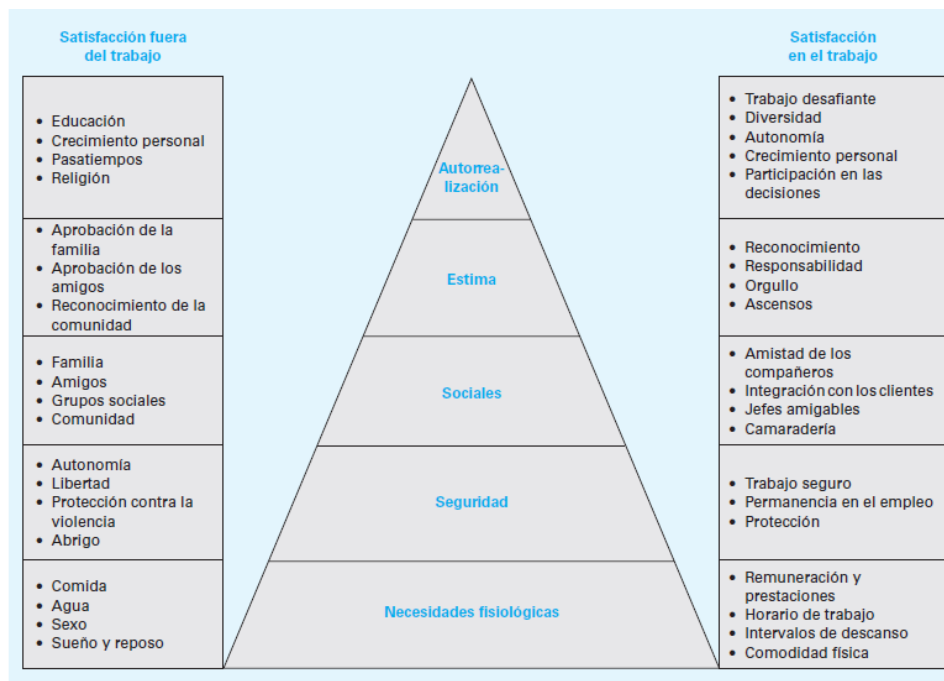 Satisfacción fuera
del trabajo
Satisfacción
en el trabajo
• Educación
• Crecimiento personal
• Pasatiempos
• Religión
Autorrea-
lización
• Trabajo desafiante
• Diversidad
• Autonomía
• Crecimiento personal
• Participación en las
decisiones
• Aprobación de la
familia
• Aprobación de los
amigos
• Reconocimiento de la
comunidad
Estima
• Reconocimiento
• Responsabilidad
• Orgullo
• Ascensos
• Familia
• Amigos
• Grupos sociales
• Comunidad
Sociales
• Amistad de los
compañeros
• Integración con los clientes
• Jefes amigables
• Camaradería
• Autonomía
• Libertad
• Protección contra la
violencia
• Abrigo
Seguridad
• Trabajo seguro
• Permanencia en el empleo
• Protección
• Comida
• Agua
• Sexo
• Sueño y reposo
Necesidades fisiológicas
• Remuneración y
prestaciones
• Horario de trabajo
• Intervalos de descanso
• Comodidad física